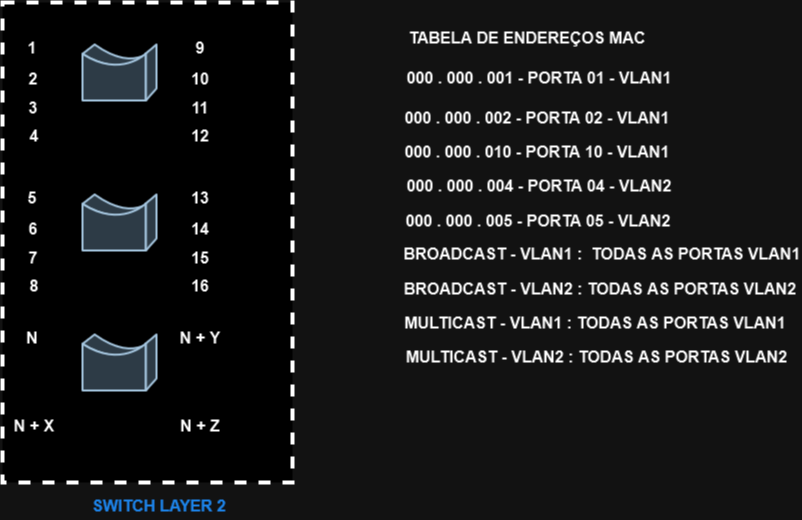 1 9
2 10
3 11
4 12
5 13
6 14
7 15
8 16
N N + Y
N + X N + Z
SWITCH LAYER 2
TABELA DE ENDEREÇOS MAC
000 . 000 . 001 - PORTA 01 - VLAN1
000 . 000 . 002 - PORTA 02 - VLAN1
000 . 000 . 010 - PORTA 10 - VLAN1
000 . 000 . 004 - PORTA 04 - VLAN2
000 . 000 . 005 - PORTA 05 - VLAN2
BROADCAST - VLAN1 : TODAS AS PORTAS VLAN1
BROADCAST - VLAN2 : TODAS AS PORTAS VLAN2
MULTICAST - VLAN1 : TODAS AS PORTAS VLAN1
MULTICAST - VLAN2 : TODAS AS PORTAS VLAN2